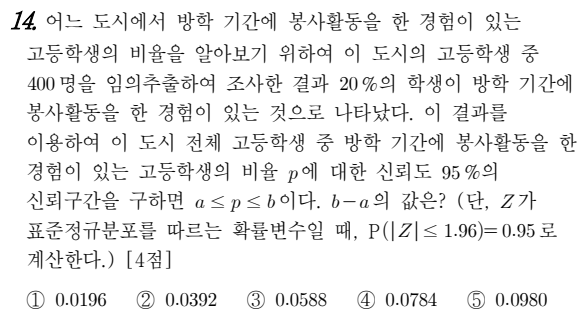 14. 어느 도시에서 방학 기간에 봉사활동을 한 경험이 있는
고등학생의 비율을 알아보기 위하여 이 도시의 고등학생 중
400명을 임의추출하여 조사한 결과 20%의 학생이 방학 기간에
봉사활동을 한 경험이 있는 것으로 나타났다. 이 결과를
이용하여 이 도시 전체 고등학생 중 방학 기간에 봉사활동을 한
경험이 있는 고등학생의 비율 p에 대한 신뢰도 95%의
신뢰구간을 구하면 a≤p≤b이다. b-a의 값은? (단, Z가
표준정규분포를 따르는 확률변수일 때, P(|Z|≤1.96)=0.95로
계산한다.) [4점]
① 0.0196 ② 0.0392 ③ 0.0588 ④ 0.0784 ⑤ 0.0980